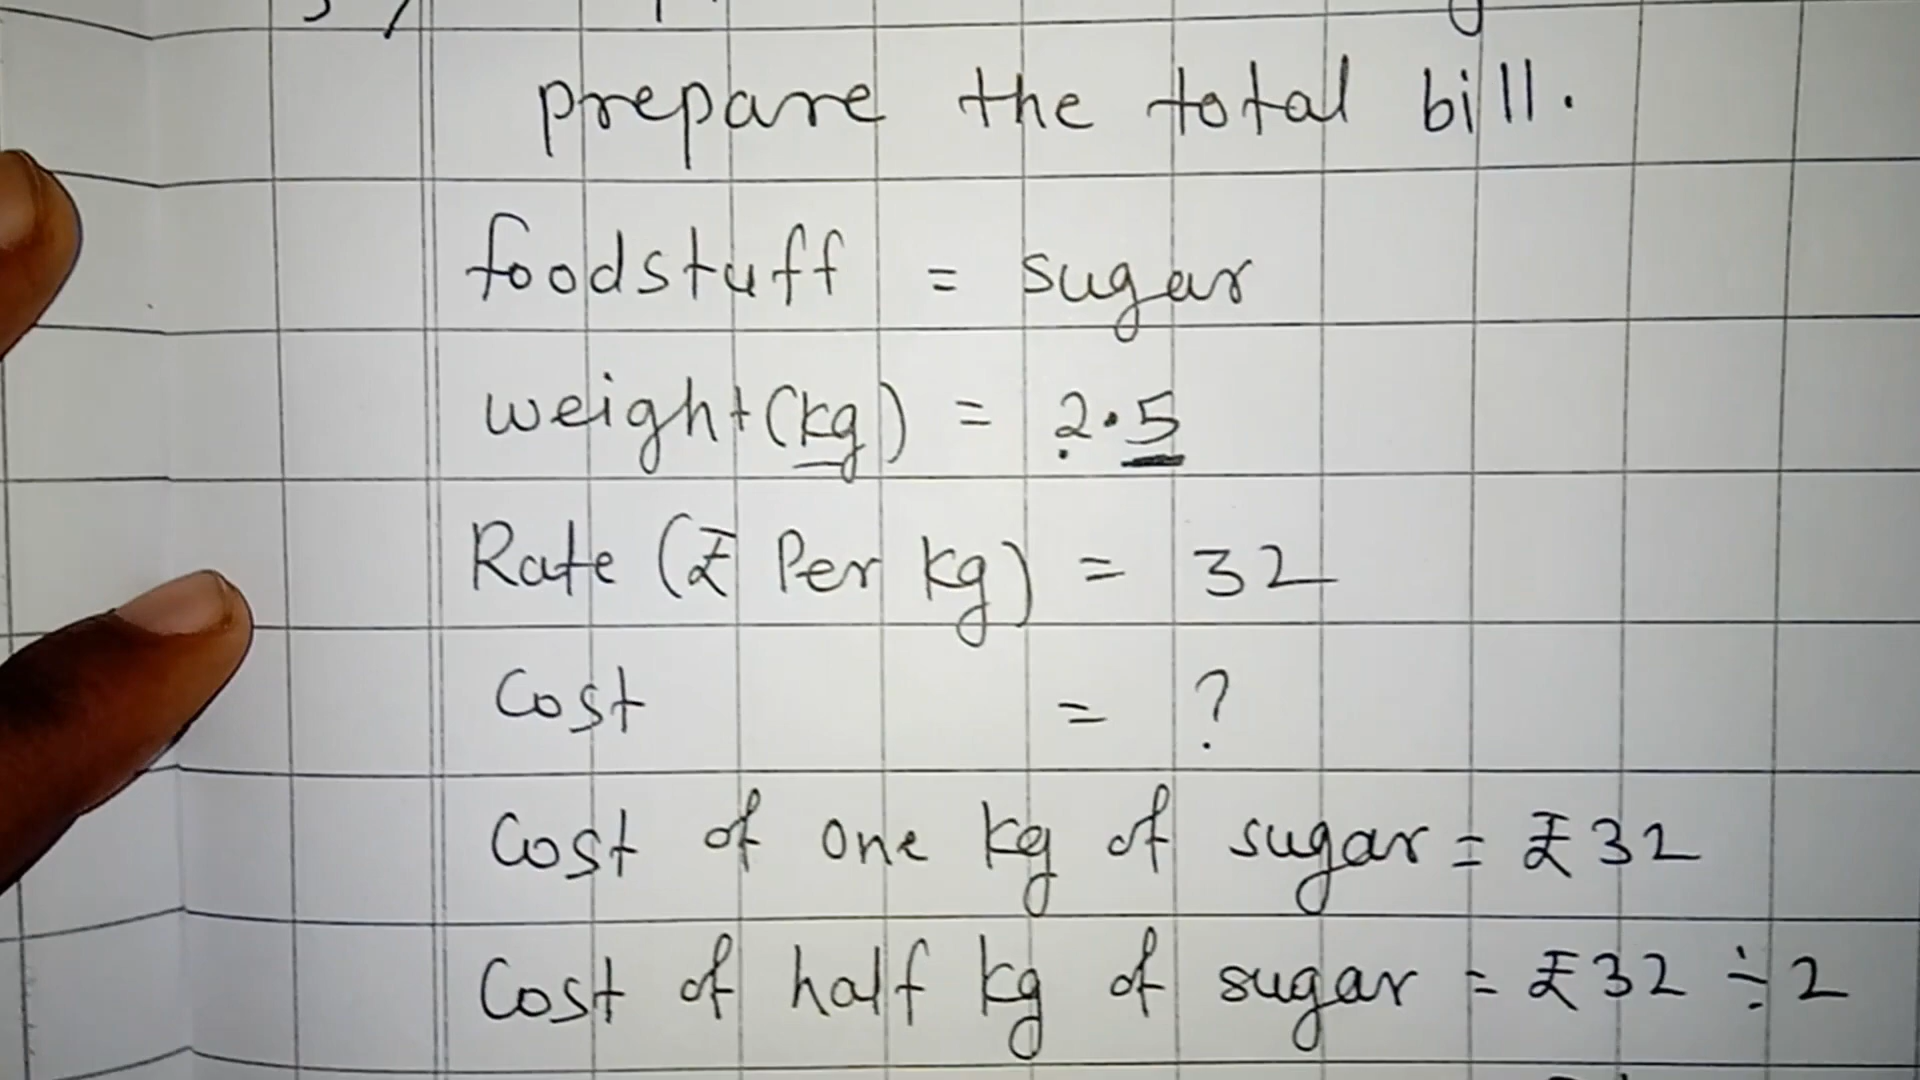 prepare the total bill.
foodstuff = sugar
weight (kg) = 2.5
Rate (₹ Per kg) = 32
Cost = ?
Cost of one kg of sugar = ₹32
Cost of half kg of sugar = ₹32 ÷ 2